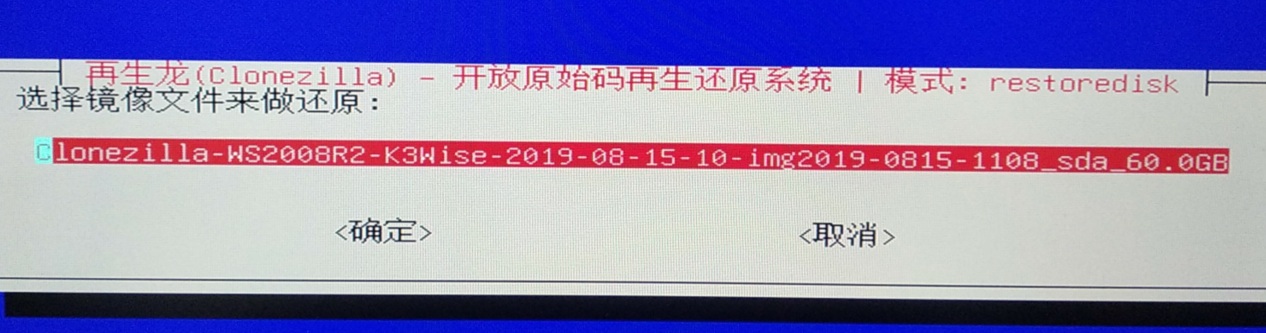 再生龙(Clonezilla) - 开放原始码再生还原系统 | 模式: restoredisk
选择镜像文件来做还原:
Clonezilla-WS2008R2-K3Wise-2019-08-15-10-img2019-0815-1108_sda_60.0GB
<确定> <取消>